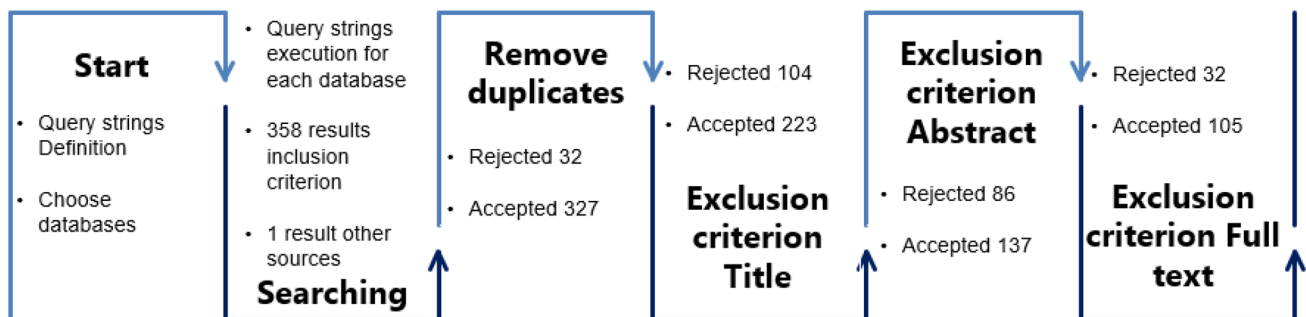 Start
• Query strings
Definition
• Choose
databases
• Query strings
execution for
each database
• 358 results
inclusion
criterion
• 1 result other
sources
Searching
Remove
duplicates
• Rejected 32
• Accepted 327
• Rejected 104
• Accepted 223
Exclusion
criterion
Title
Exclusion
criterion
Abstract
• Rejected 86
• Accepted 137
• Rejected 32
• Accepted 105
Exclusion
criterion Full
text